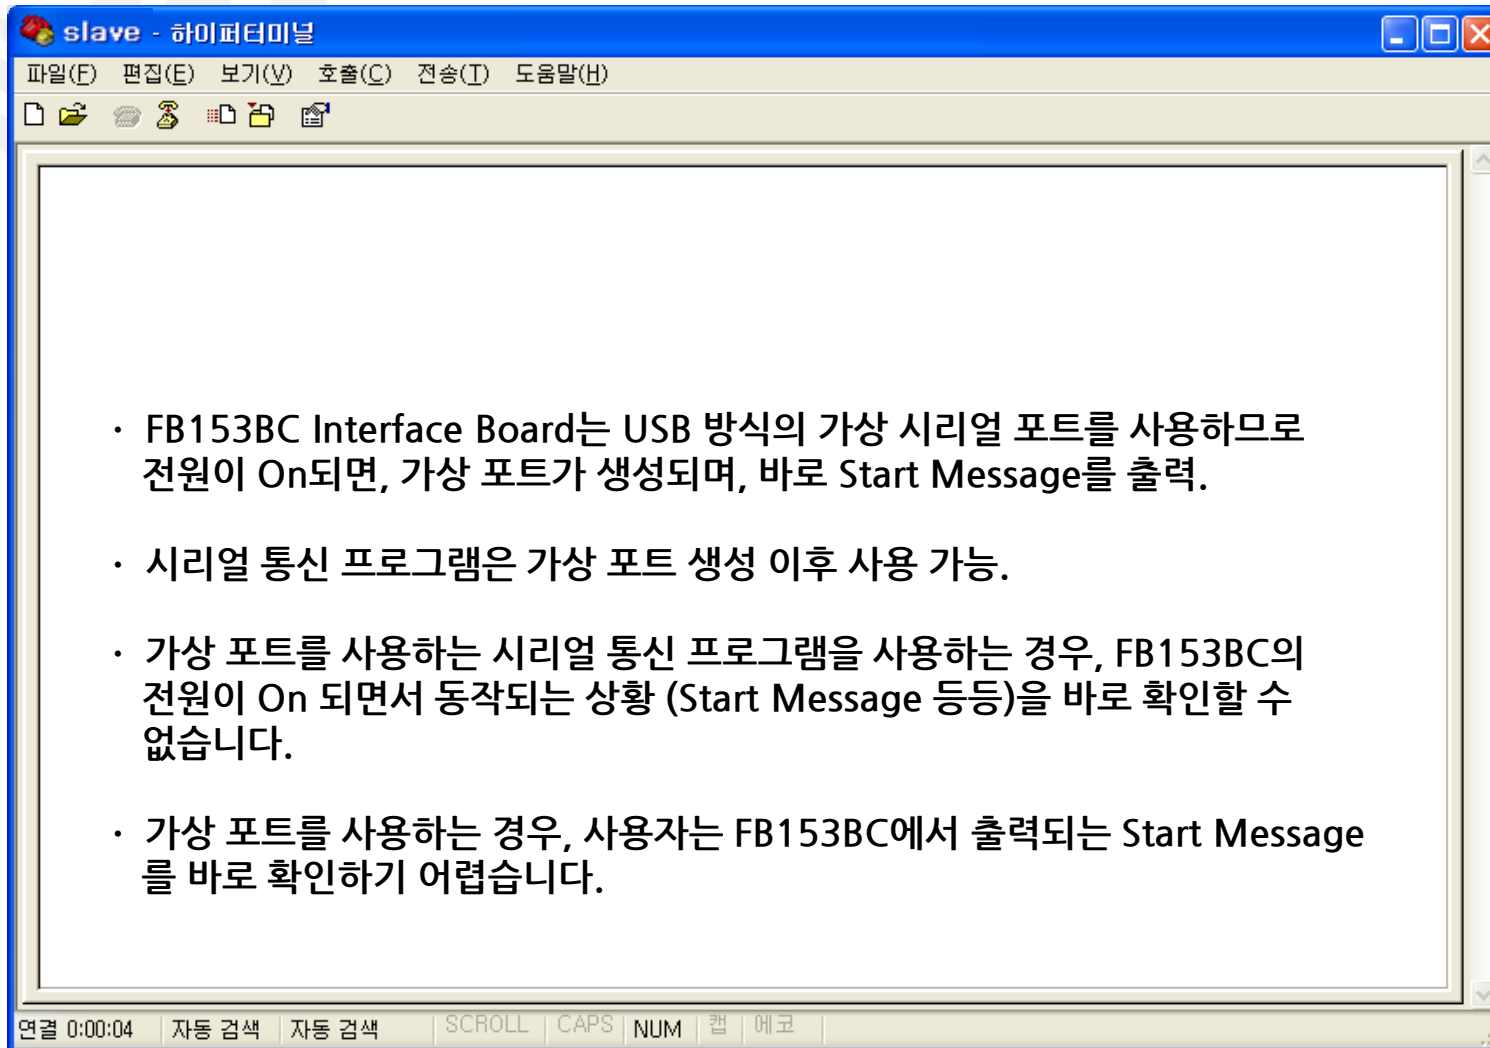 slave - 하이퍼터미널
파일(F) 편집(E) 보기(V) 호출(C) 전송(T) 도움말(H)
· FB153BC Interface Board는 USB 방식의 가상 시리얼 포트를 사용하므로
전원이 On되면, 가상 포트가 생성되며, 바로 Start Message를 출력.
· 시리얼 통신 프로그램은 가상 포트 생성 이후 사용 가능.
· 가상 포트를 사용하는 시리얼 통신 프로그램을 사용하는 경우, FB153BC의
전원이 On 되면서 동작되는 상황 (Start Message 등등)을 바로 확인할 수
없습니다.
· 가상 포트를 사용하는 경우, 사용자는 FB153BC에서 출력되는 Start Message
를 바로 확인하기 어렵습니다.
연결 0:00:04 자동 검색 자동 검색 SCROLL CAPS NUM 캡 에코